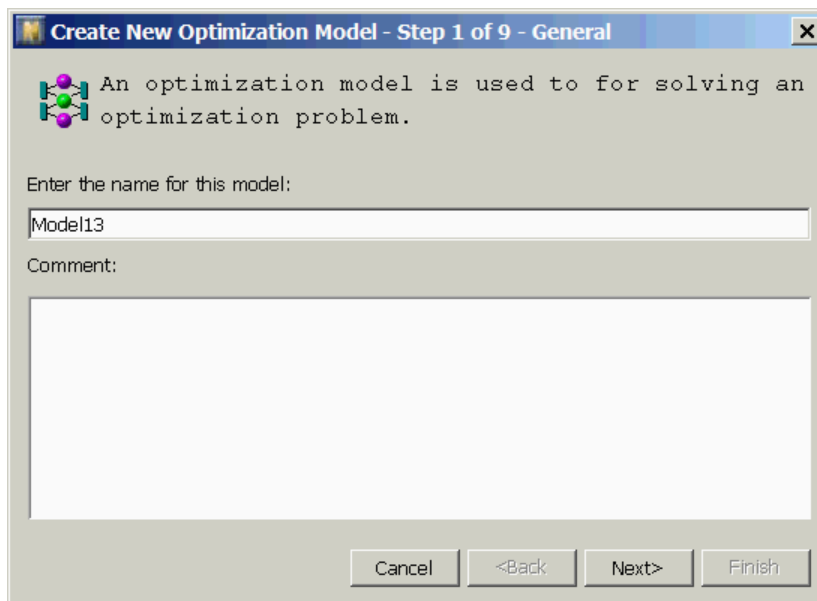 Create New Optimization Model - Step 1 of 9 - General
An optimization model is used to for solving an
optimization problem.
Enter the name for this model:
Model13
Comment:
Cancel
<Back
Next>
Finish